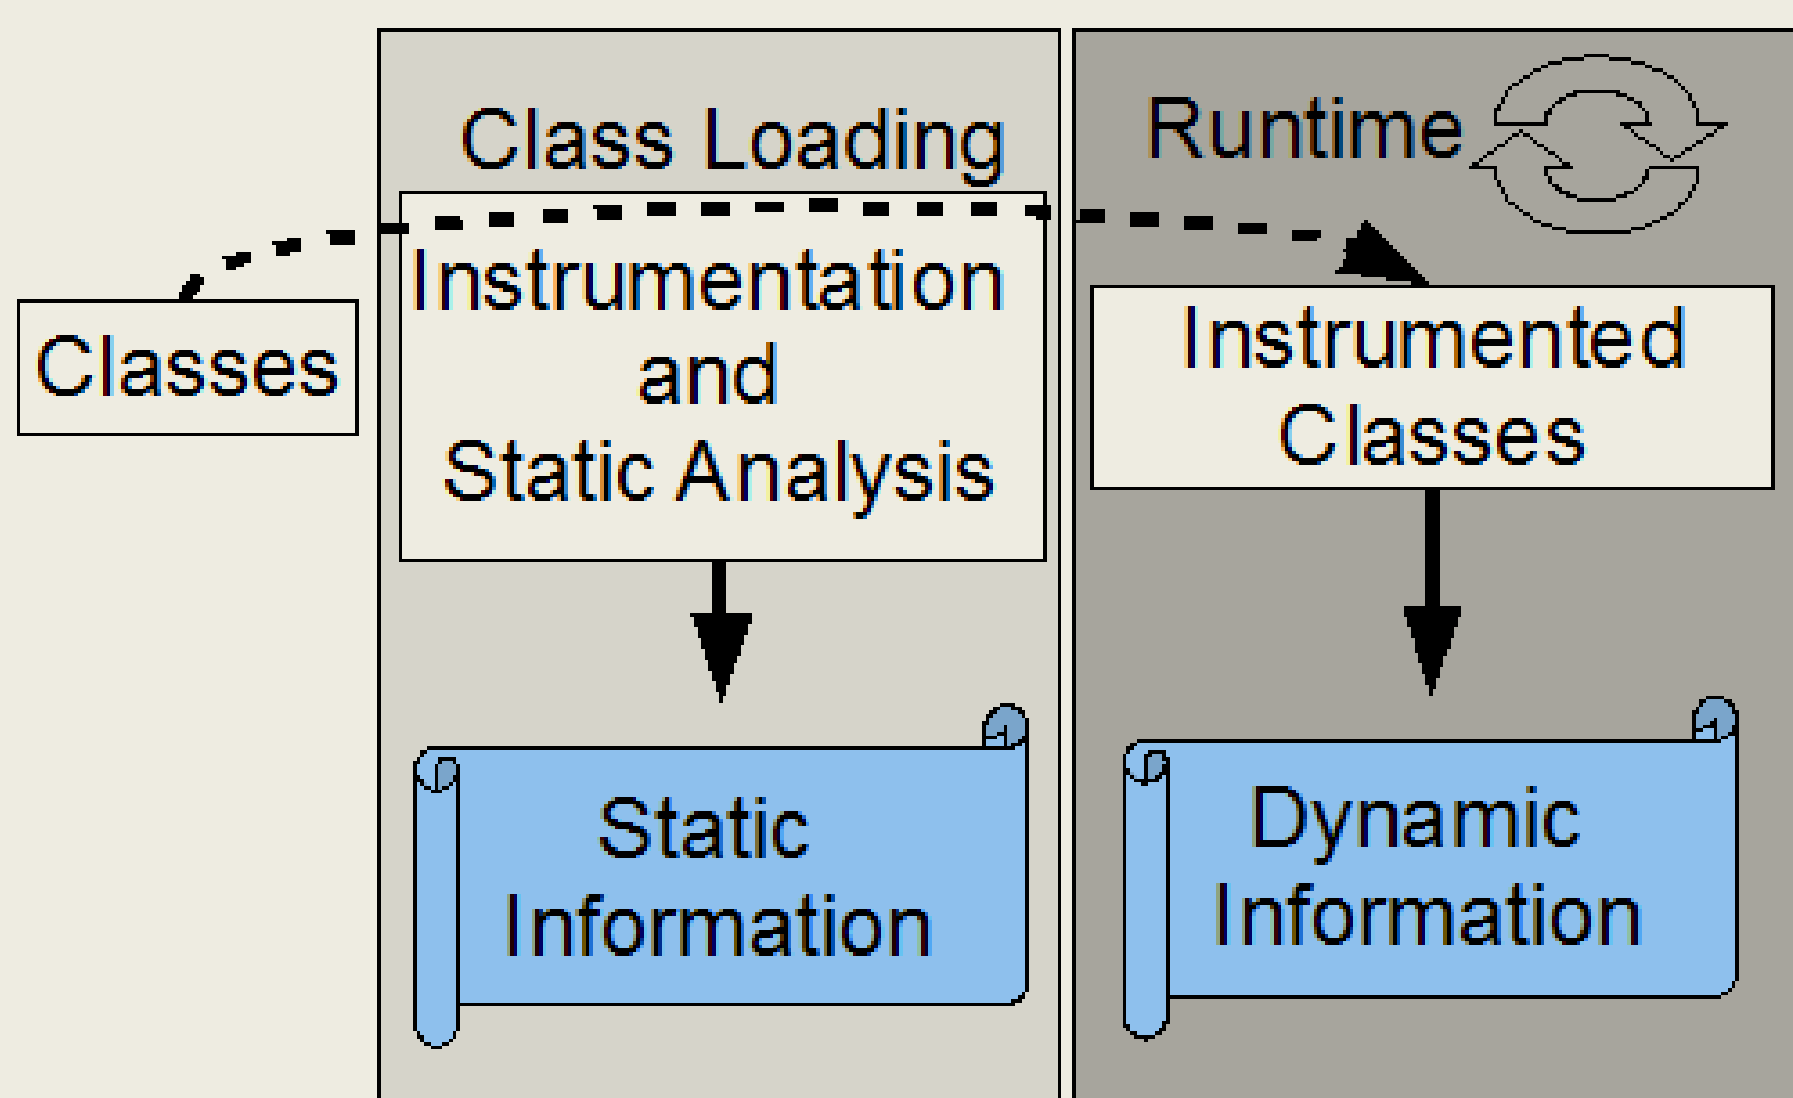 Class Loading
Runtime
Classes
Instrumentation
and
Static Analysis
Instrumented
Classes
Static
Information
Dynamic
Information